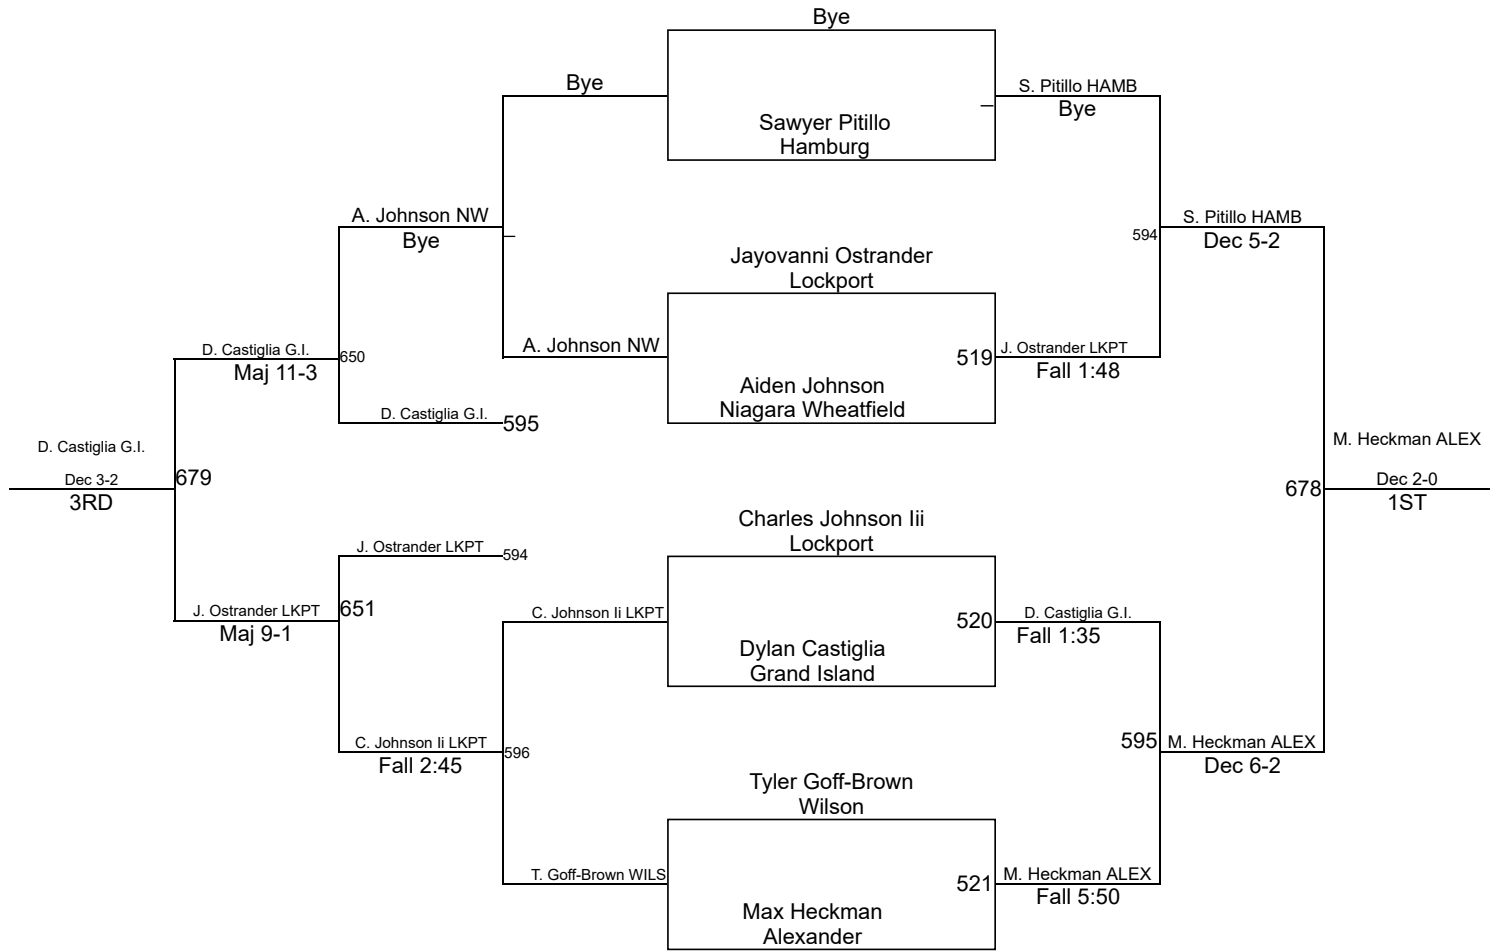 Bye
Bye
S. Pitillo HAMB
Bye
Sawyer Pitillo
Hamburg
A. Johnson NW
Bye
S. Pitillo HAMB
594
Dec 5-2
Jayovanni Ostrander
Lockport
A. Johnson NW
519
J. Ostrander LKPT
Fall 1:48
D. Castiglia G.I.
650
Maj 11-3
Aiden Johnson
Niagara Wheatfield
D. Castiglia G.I.
595
D. Castiglia G.I.
M. Heckman ALEX
Dec 3-2
679
3RD
678
Dec 2-0
1ST
Charles Johnson Iii
Lockport
J. Ostrander LKPT
594
J. Ostrander LKPT
651
Maj 9-1
C. Johnson Ii LKPT
520
D. Castiglia G.I.
Fall 1:35
Dylan Castiglia
Grand Island
C. Johnson Ii LKPT
596
Fall 2:45
595
M. Heckman ALEX
Dec 6-2
Tyler Goff-Brown
Wilson
T. Goff-Brown WILS
521
M. Heckman ALEX
Fall 5:50
Max Heckman
Alexander